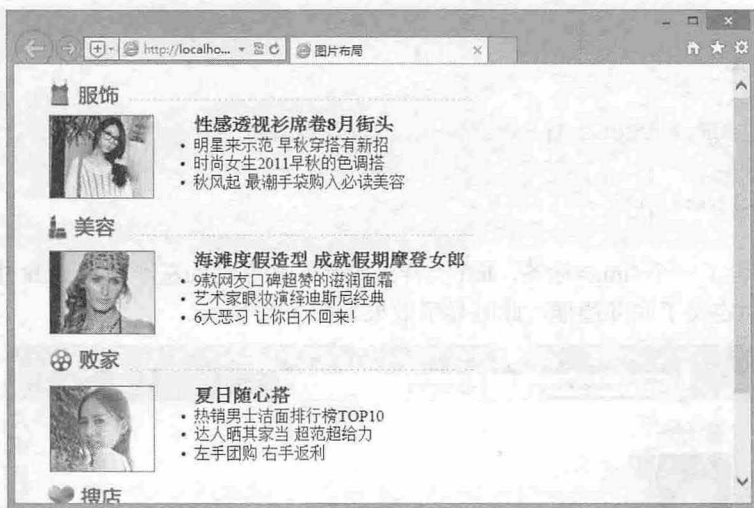 http://localho...
图片布局
服饰
性感透视衫席卷8月街头
• 明星来示范 早秋穿搭有新招
• 时尚女生2011早秋的色调搭
• 秋风起 最潮手袋购入必读美容
美容
海滩度假造型 成就假期摩登女郎
• 9款网友口碑超赞的滋润面霜
• 艺术家眼妆演绎迪斯尼经典
• 6大恶习 让你白不回来!
败家
夏日随心搭
• 热销男士洁面排行榜TOP10
• 达人晒其家当 超范超给力
• 左手团购 右手返利
搜店